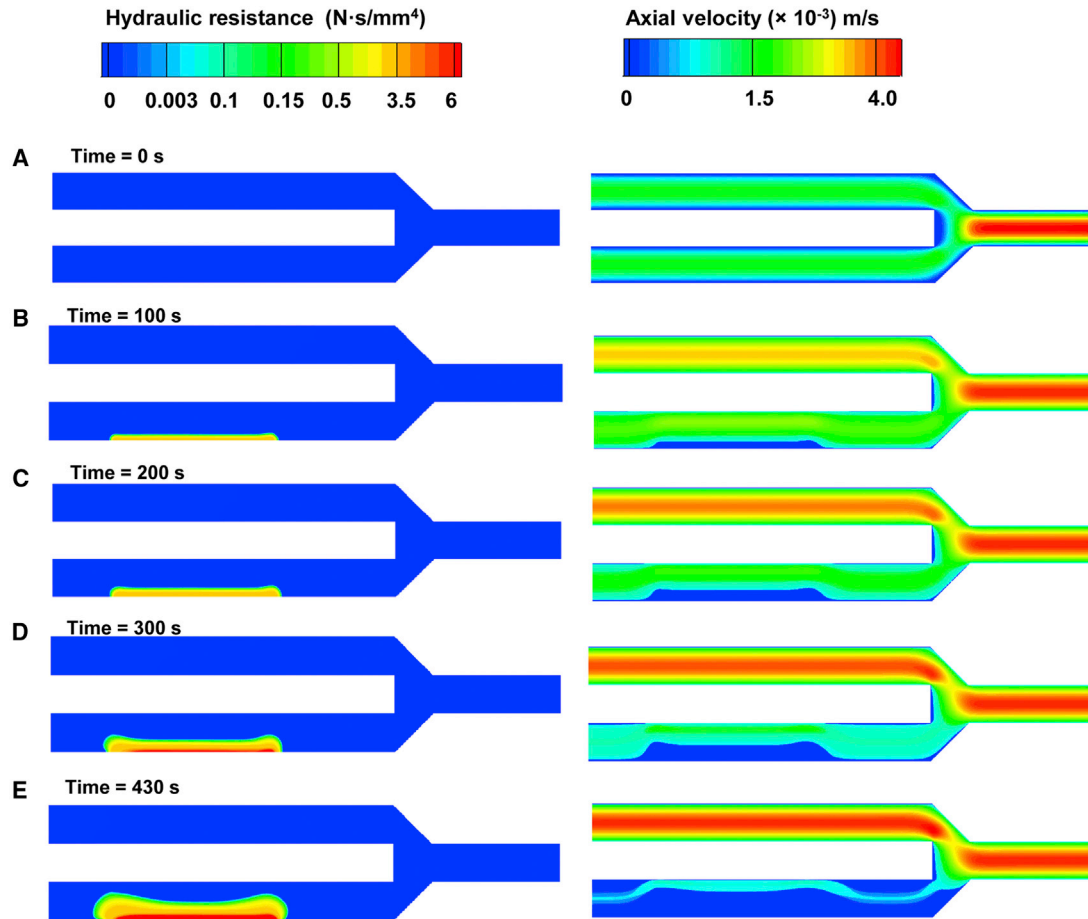 Hydraulic resistance (N·s/mm⁴)
0 0.003 0.1 0.15 0.5 3.5 6
Axial velocity (× 10⁻³) m/s
0 1.5 4.0
A Time = 0 s
B Time = 100 s
C Time = 200 s
D Time = 300 s
E Time = 430 s